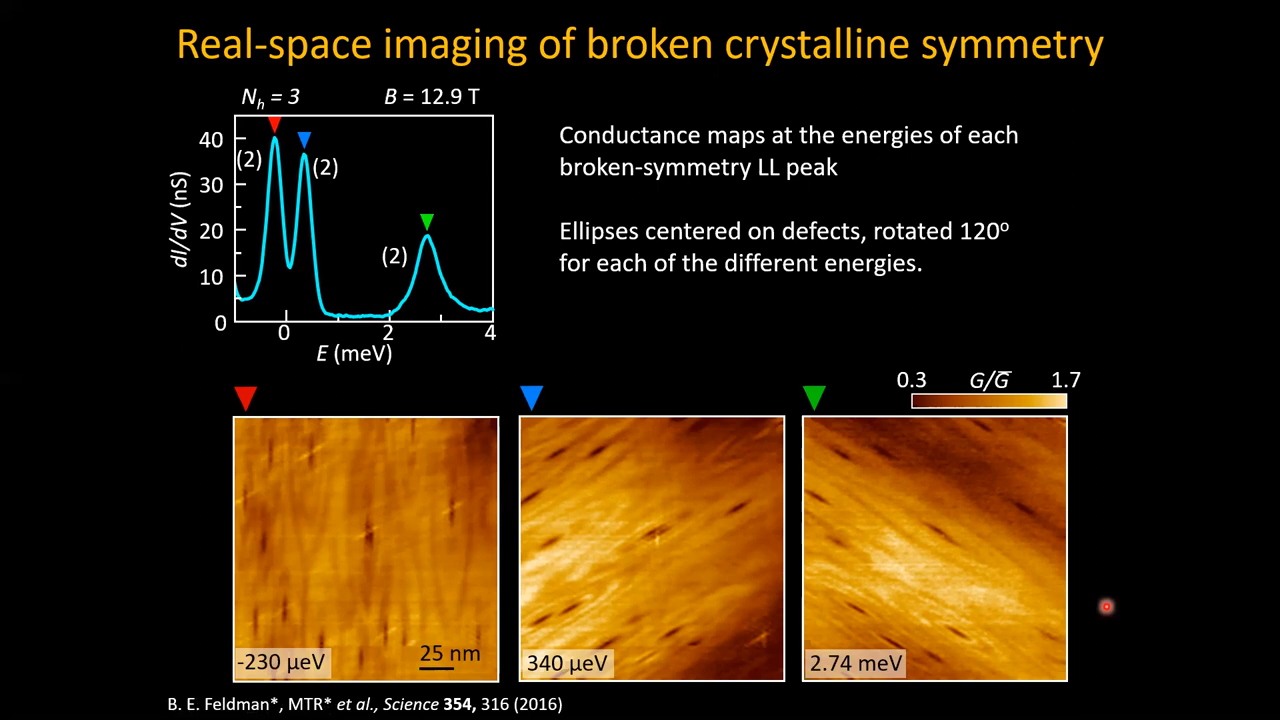 Real-space imaging of broken crystalline symmetry
Nh = 3
B = 12.9 T
40
30
20
10
0
dI/dV (nS)
(2)
(2)
(2)
0
2
4
E (meV)
Conductance maps at the energies of each
broken-symmetry LL peak
Ellipses centered on defects, rotated 120º
for each of the different energies.
0.3
G/G̅
1.7
-230 µeV
25 nm
340 µeV
2.74 meV
B. E. Feldman*, MTR* et al., Science 354, 316 (2016)